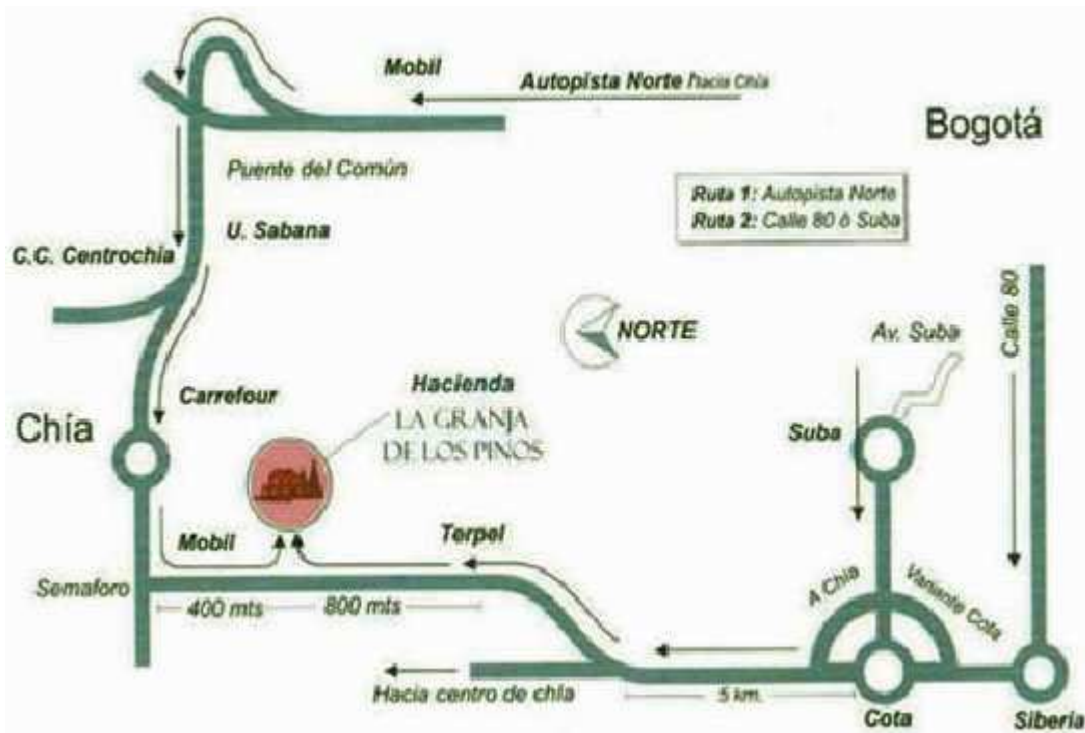 Mobil
Autopista Norte hacia Chía
Bogotá
Puente del Común
Ruta 1: Autopista Norte
Ruta 2: Calle 80 ó Suba
U. Sabana
C.C. Centrochia
Calle 80
NORTE
Av. Suba
Carrefour
Hacienda
LA GRANJA
DE LOS PINOS
Chía
Suba
Mobil
Terpel
Semaforo
400 mts
800 mts
A Chia
Variante Cota
Hacia centro de chía
5 km.
Cota
Siberia